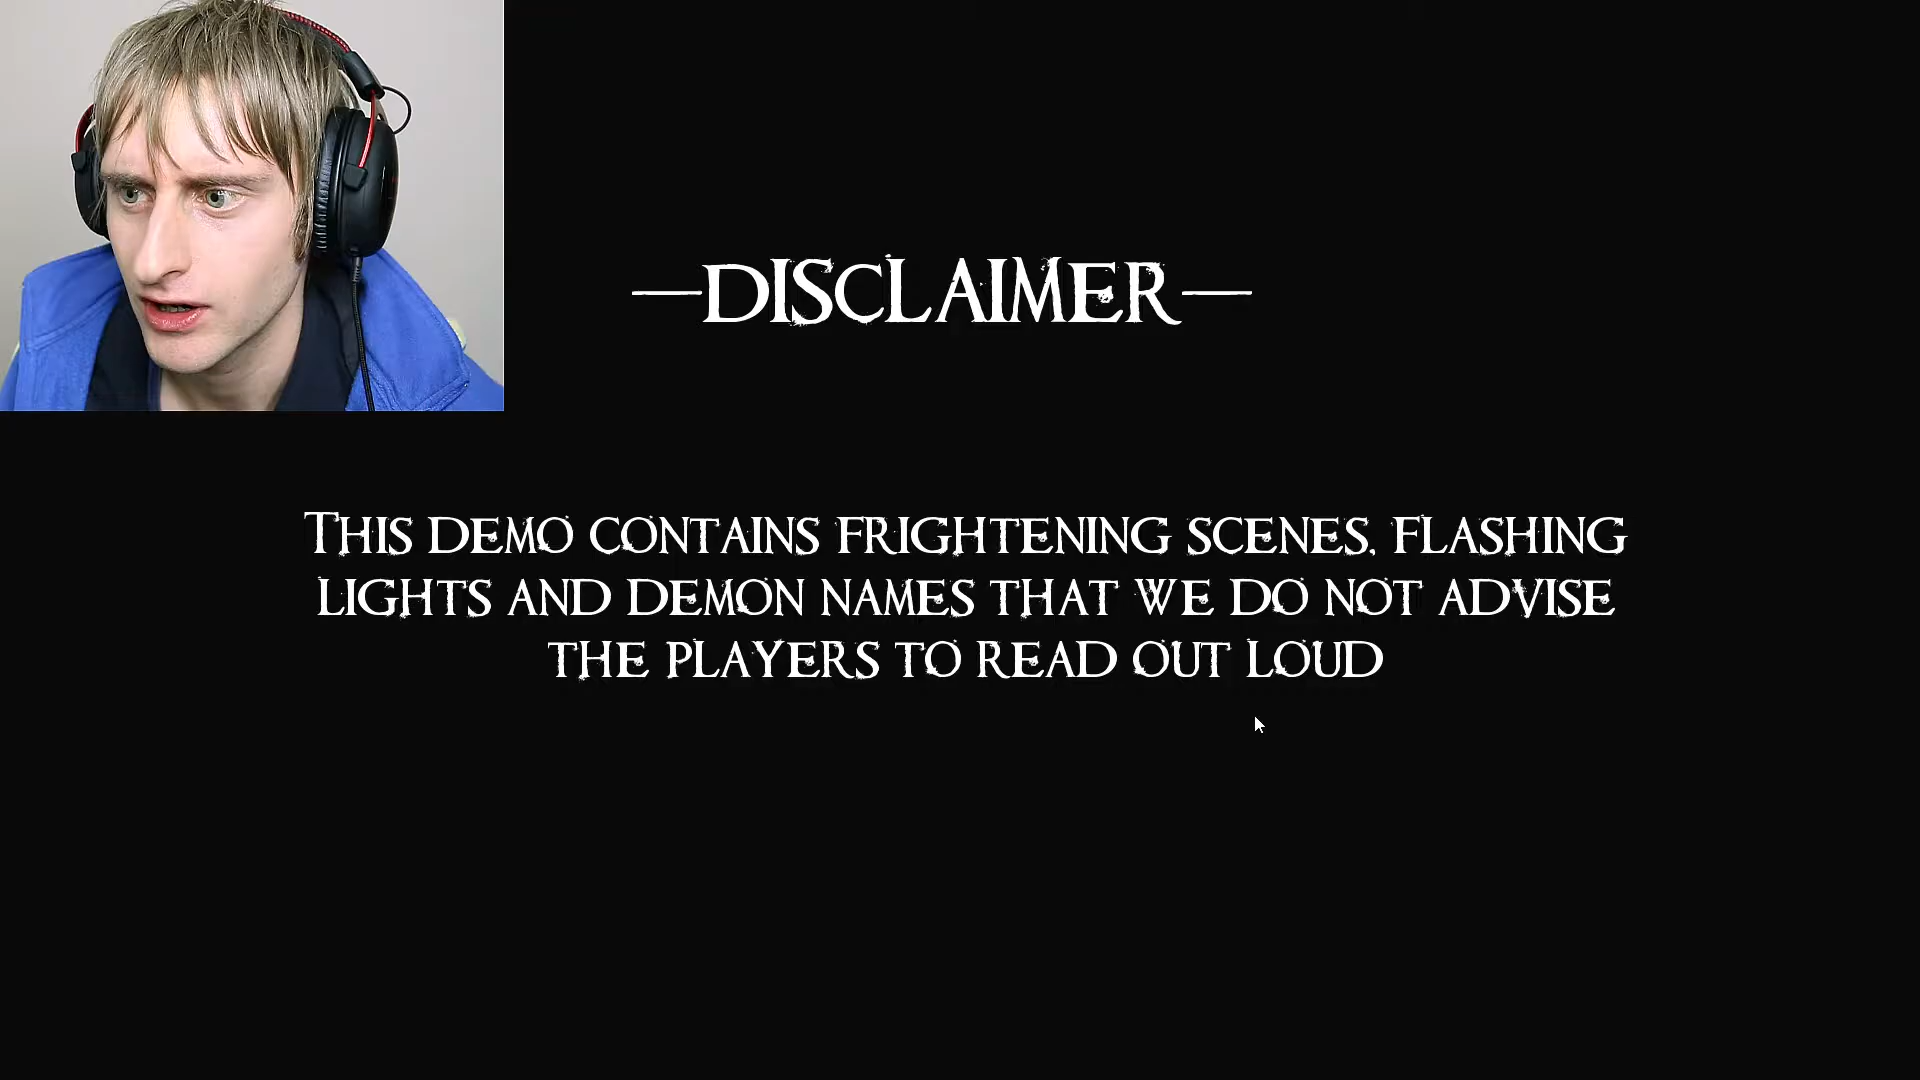 —DISCLAIMER—
THIS DEMO CONTAINS FRIGHTENING SCENES, FLASHING
LIGHTS AND DEMON NAMES THAT WE DO NOT ADVISE
THE PLAYERS TO READ OUT LOUD